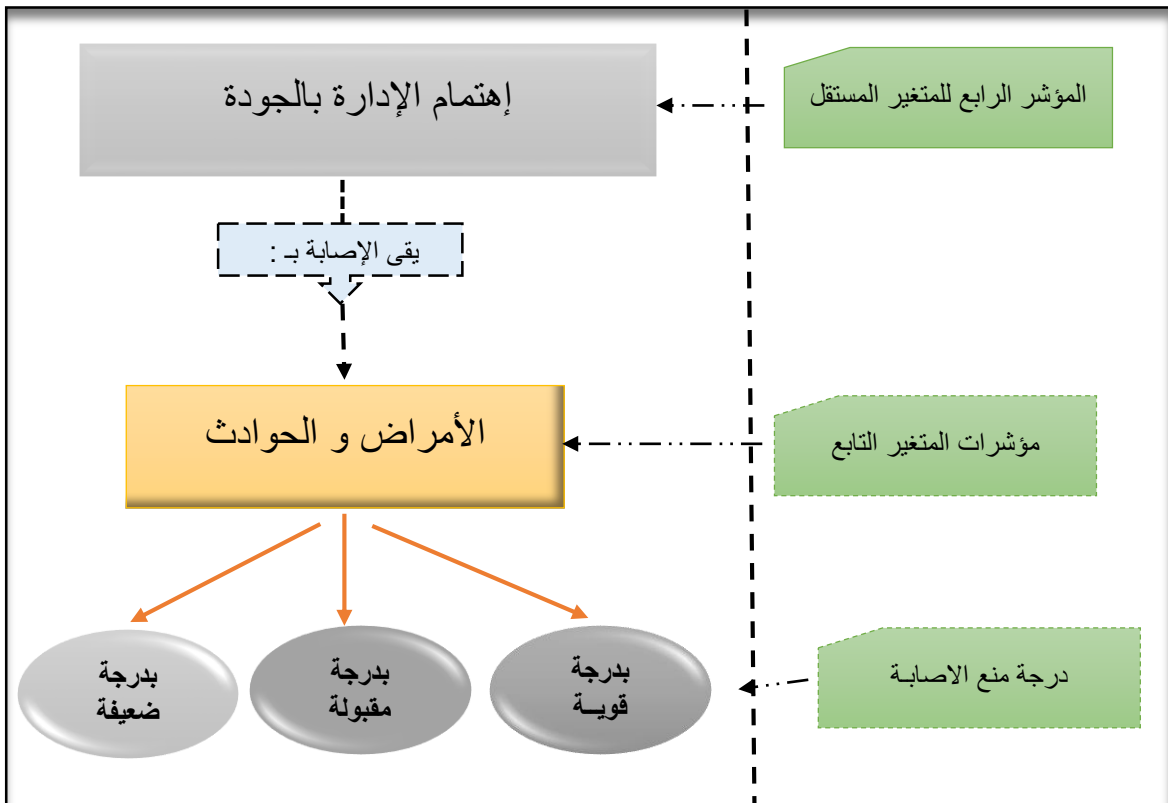 إهتمام الإدارة بالجودة
المؤشر الرابع للمتغير المستقل
يقى الإصابة بـ :
الأمراض و الحوادث
مؤشرات المتغير التابع
بدرجة
قويــة
بدرجة
مقبولة
بدرجة
ضعيفة
درجة منع الاصابـة